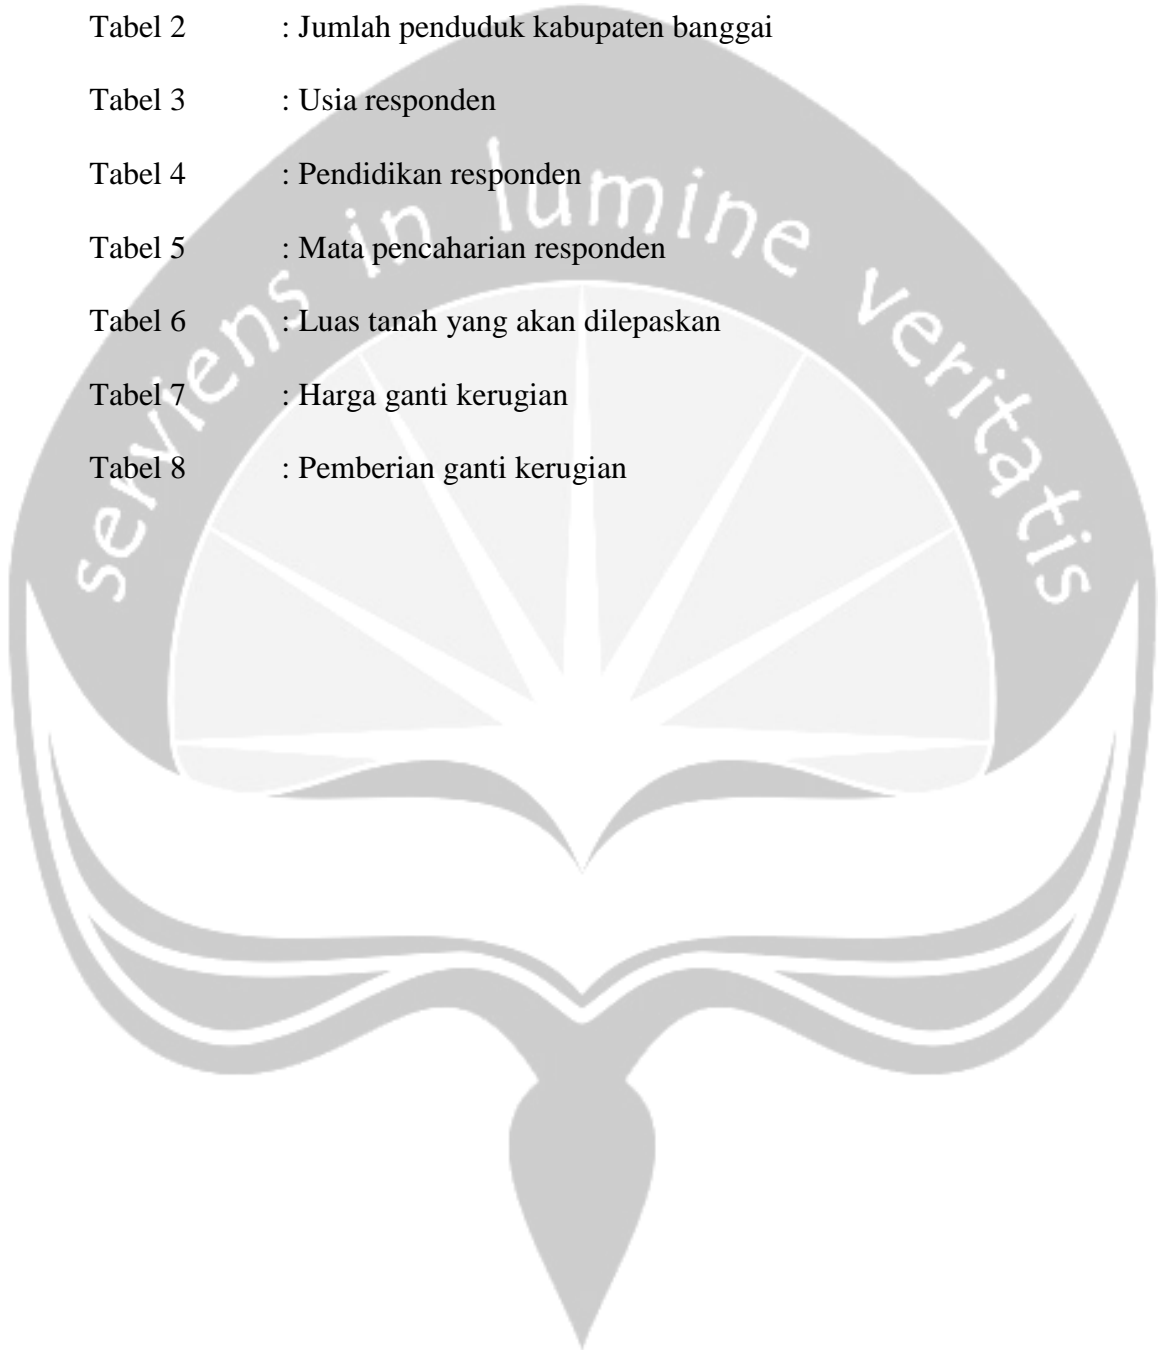 Tabel 2 : Jumlah penduduk kabupaten banggai
Tabel 3 : Usia responden
Tabel 4 : Pendidikan responden
Tabel 5 : Mata pencaharian responden
Tabel 6 : Luas tanah yang akan dilepaskan
Tabel 7 : Harga ganti kerugian
Tabel 8 : Pemberian ganti kerugian
serviens in lumine veritatis